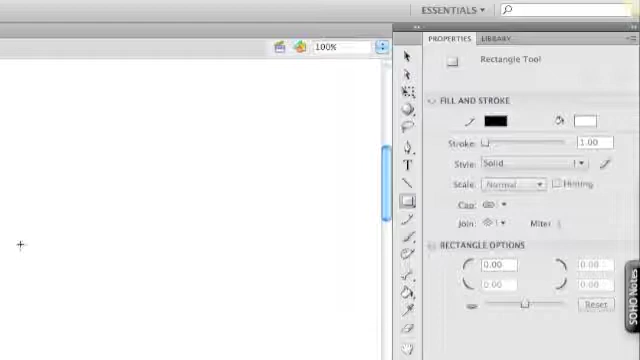 ESSENTIALS
100%
PROPERTIES LIBRARY
Rectangle Tool
FILL AND STROKE
Stroke: 1.00
Style: Solid
Scale: Normal Hinting
Cap:
Join: Miter
RECTANGLE OPTIONS
0.00 0.00
0.00 0.00
Reset
SOHO Notes
T